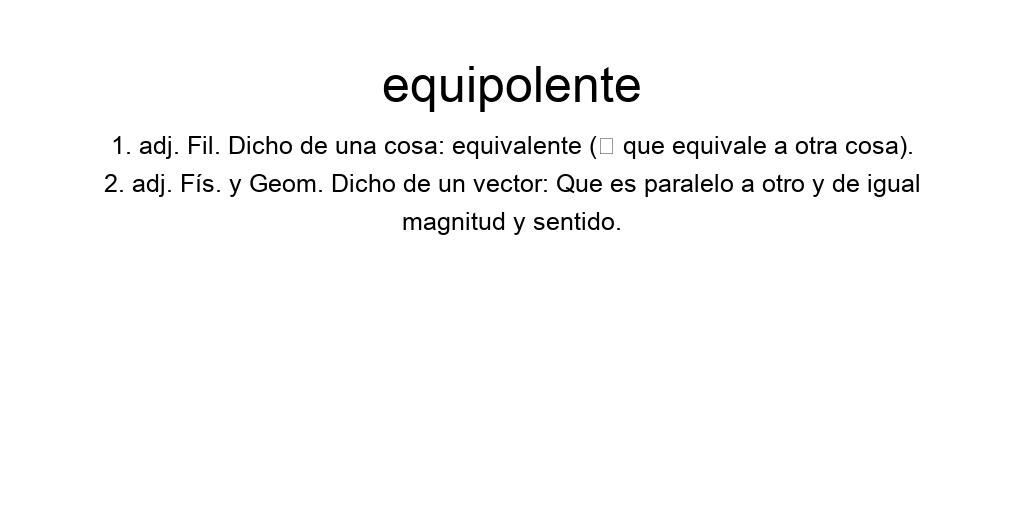 equipolente
1. adj. Fil. Dicho de una cosa: equivalente (□ que equivale a otra cosa).
2. adj. Fís. y Geom. Dicho de un vector: Que es paralelo a otro y de igual
magnitud y sentido.